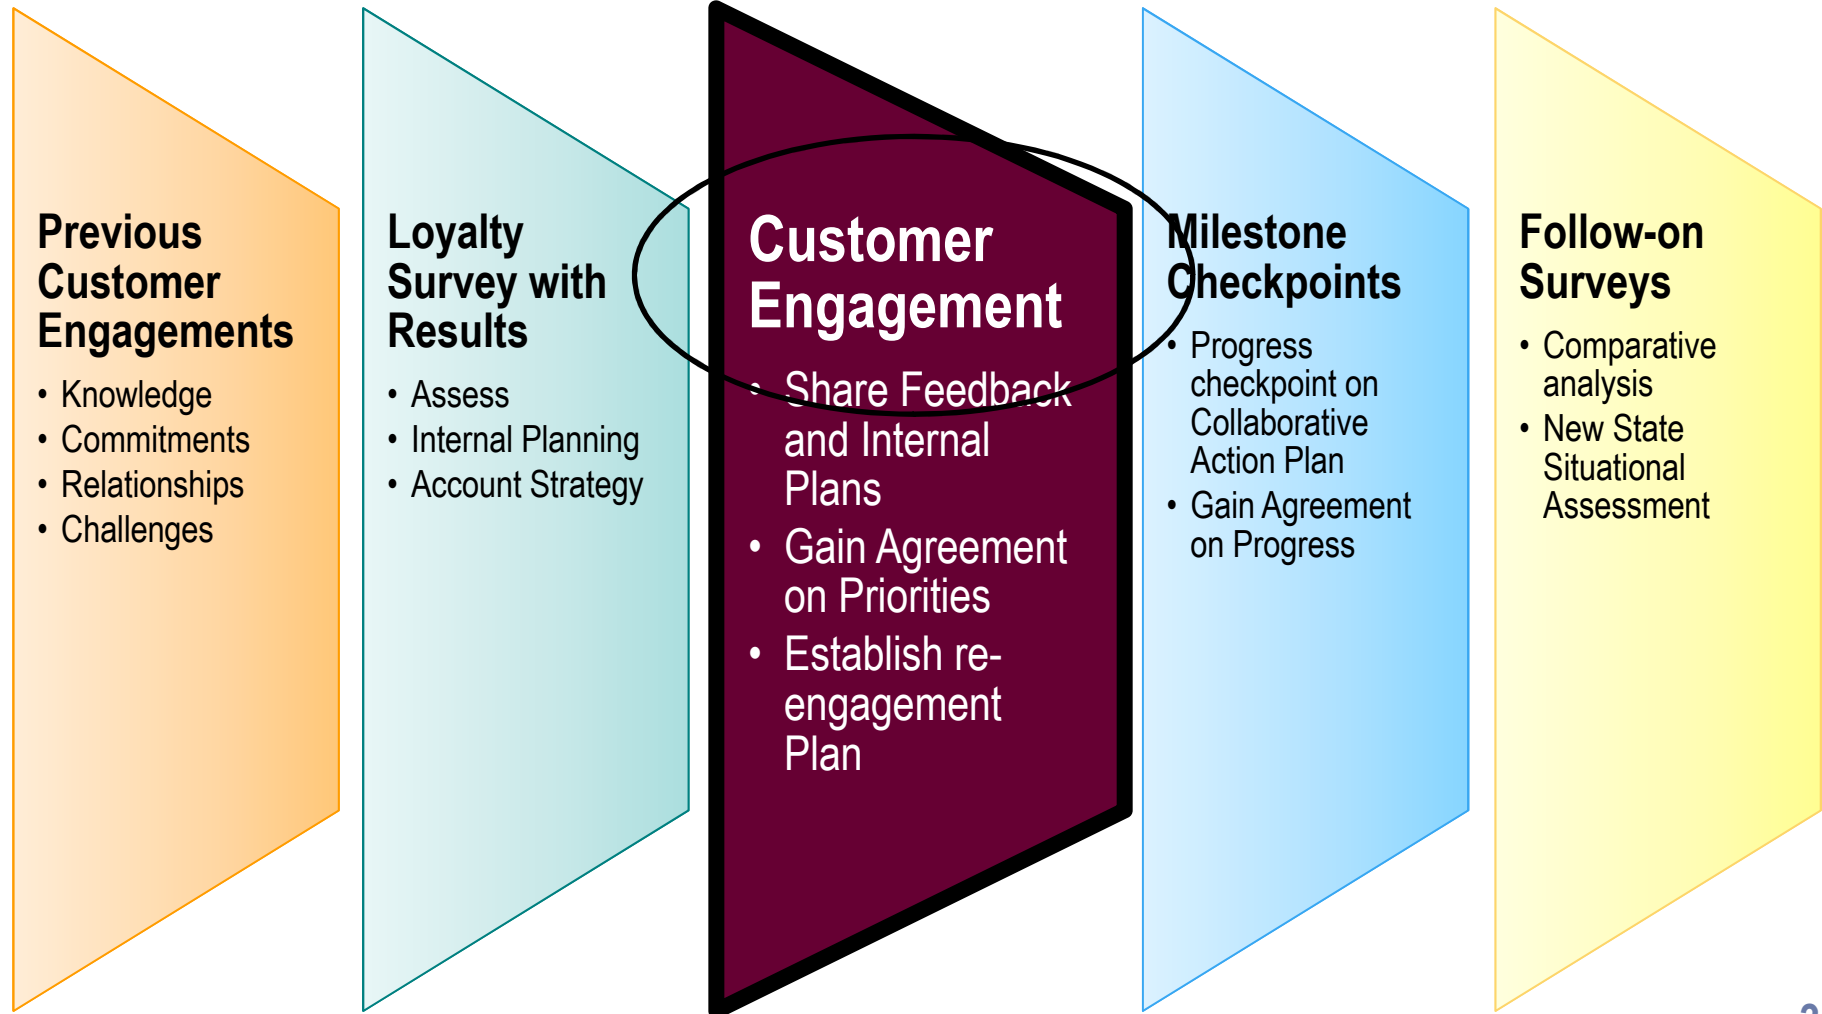 Previous
Customer
Engagements
• Knowledge
• Commitments
• Relationships
• Challenges
Loyalty
Survey with
Results
• Assess
• Internal Planning
• Account Strategy
Customer
Engagement
• Share Feedback
and Internal
Plans
• Gain Agreement
on Priorities
• Establish re-
engagement
Plan
Milestone
Checkpoints
• Progress
checkpoint on
Collaborative
Action Plan
• Gain Agreement
on Progress
Follow-on
Surveys
• Comparative
analysis
• New State
Situational
Assessment